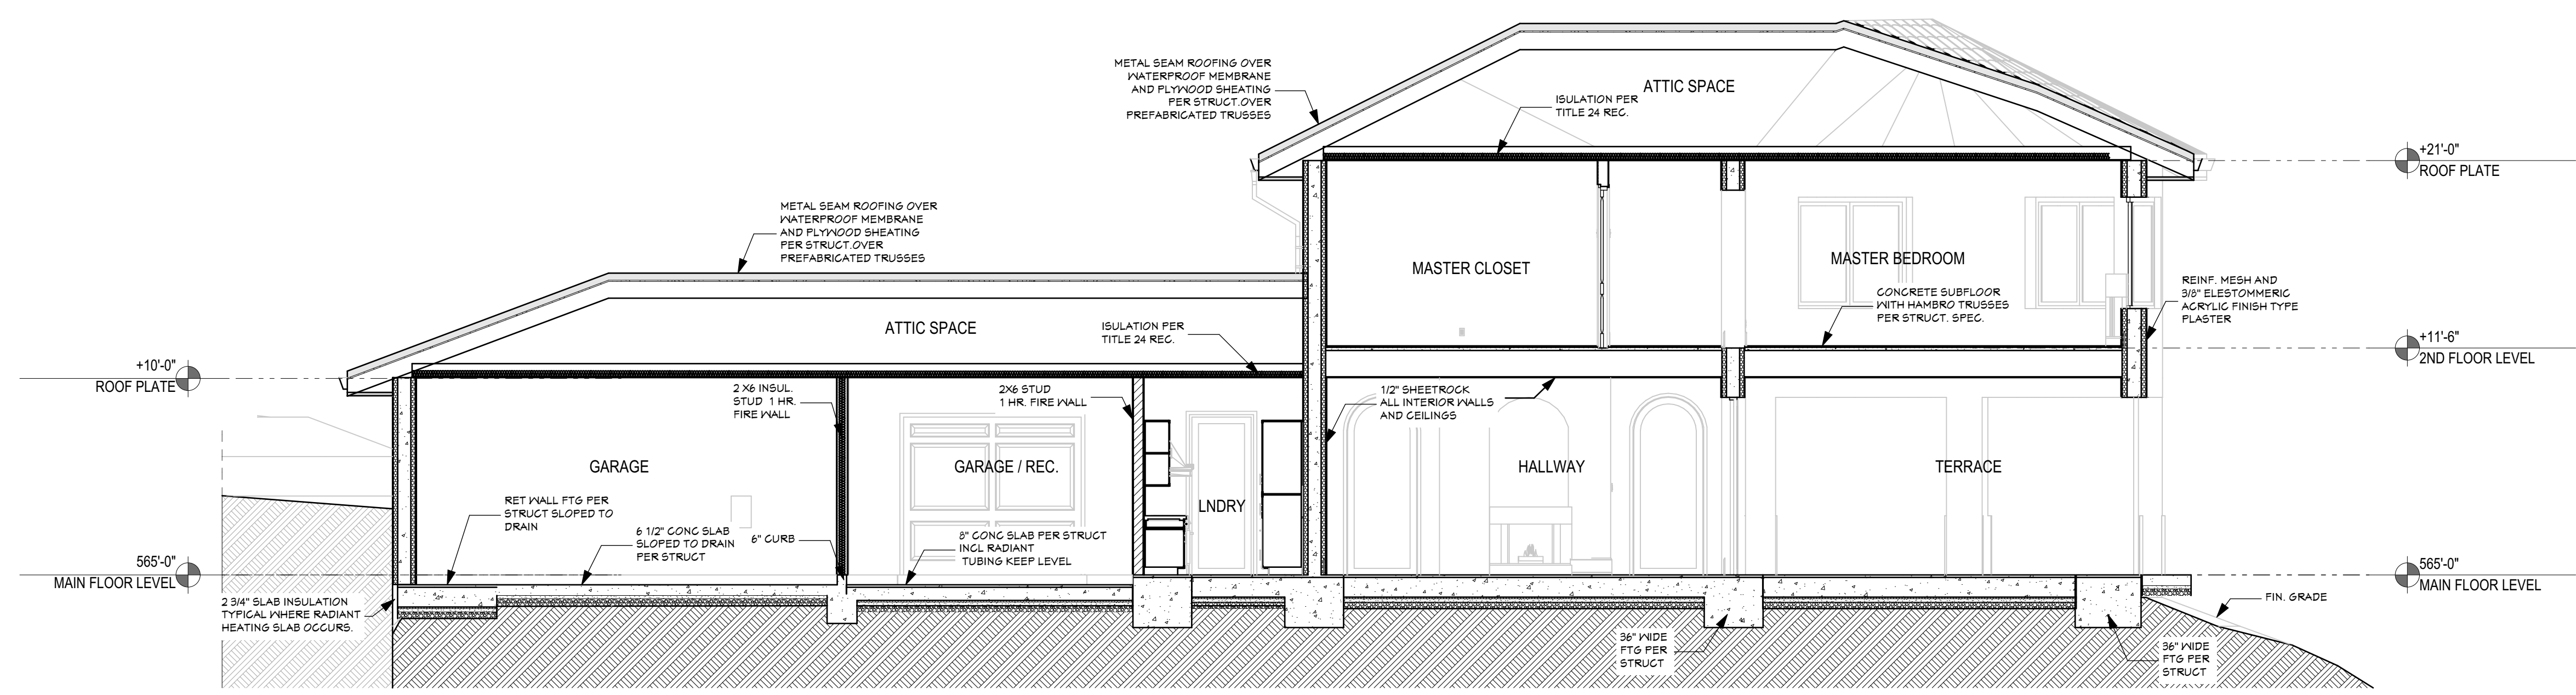 METAL SEAM ROOFING OVER
WATERPROOF MEMBRANE
AND PLYWOOD SHEATING
PER STRUCT.OVER
PREFABRICATED TRUSSES
ATTIC SPACE
ISULATION PER
TITLE 24 REC.
+21'-0"
ROOF PLATE
METAL SEAM ROOFING OVER
WATERPROOF MEMBRANE
AND PLYWOOD SHEATING
PER STRUCT.OVER
PREFABRICATED TRUSSES
MASTER CLOSET
MASTER BEDROOM
CONCRETE SUBFLOOR
WITH HAMBRO TRUSSES
PER STRUCT. SPEC.
REINF. MESH AND
3/8" ELESTOMMERIC
ACRYLIC FINISH TYPE
PLASTER
ATTIC SPACE
ISULATION PER
TITLE 24 REC.
+11'-6"
2ND FLOOR LEVEL
+10'-0"
ROOF PLATE
2 X6 INSUL.
STUD 1 HR.
FIRE WALL
2X6 STUD
1 HR. FIRE WALL
1/2" SHEETROCK
ALL INTERIOR WALLS
AND CEILINGS
GARAGE
GARAGE / REC.
LNDRY
HALLWAY
TERRACE
RET WALL FTG PER
STRUCT SLOPED TO
DRAIN
6 1/2" CONC SLAB
SLOPED TO DRAIN
PER STRUCT
6" CURB
8" CONC SLAB PER STRUCT
INCL RADIANT
TUBING KEEP LEVEL
565'-0"
MAIN FLOOR LEVEL
565'-0"
MAIN FLOOR LEVEL
2 3/4" SLAB INSULATION
TYPICAL WHERE RADIANT
HEATING SLAB OCCURS.
FIN. GRADE
36" WIDE
FTG PER
STRUCT
36" WIDE
FTG PER
STRUCT